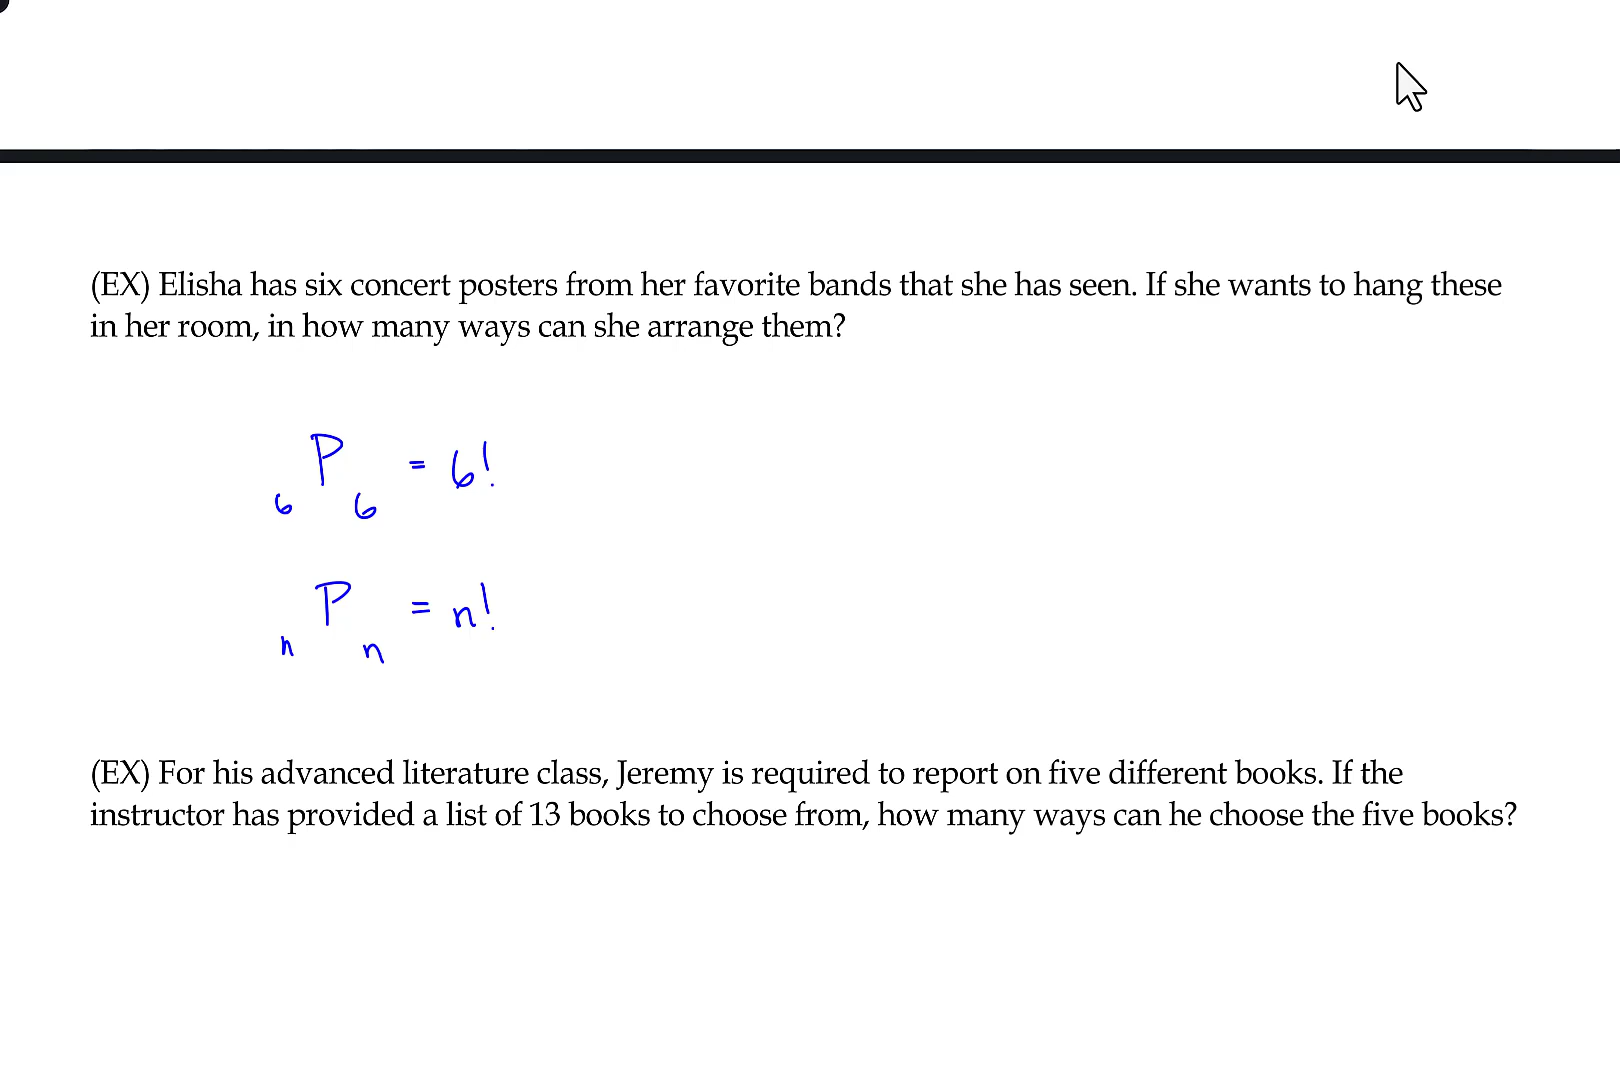 (EX) Elisha has six concert posters from her favorite bands that she has seen. If she wants to hang these
in her room, in how many ways can she arrange them?
6 P 6 = 6!
n P n = n!
(EX) For his advanced literature class, Jeremy is required to report on five different books. If the
instructor has provided a list of 13 books to choose from, how many ways can he choose the five books?